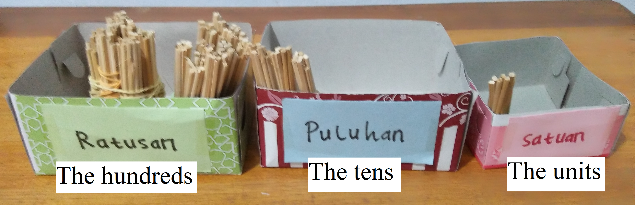 Ratusan
Puluhan
Satuan
The hundreds
The tens
The units